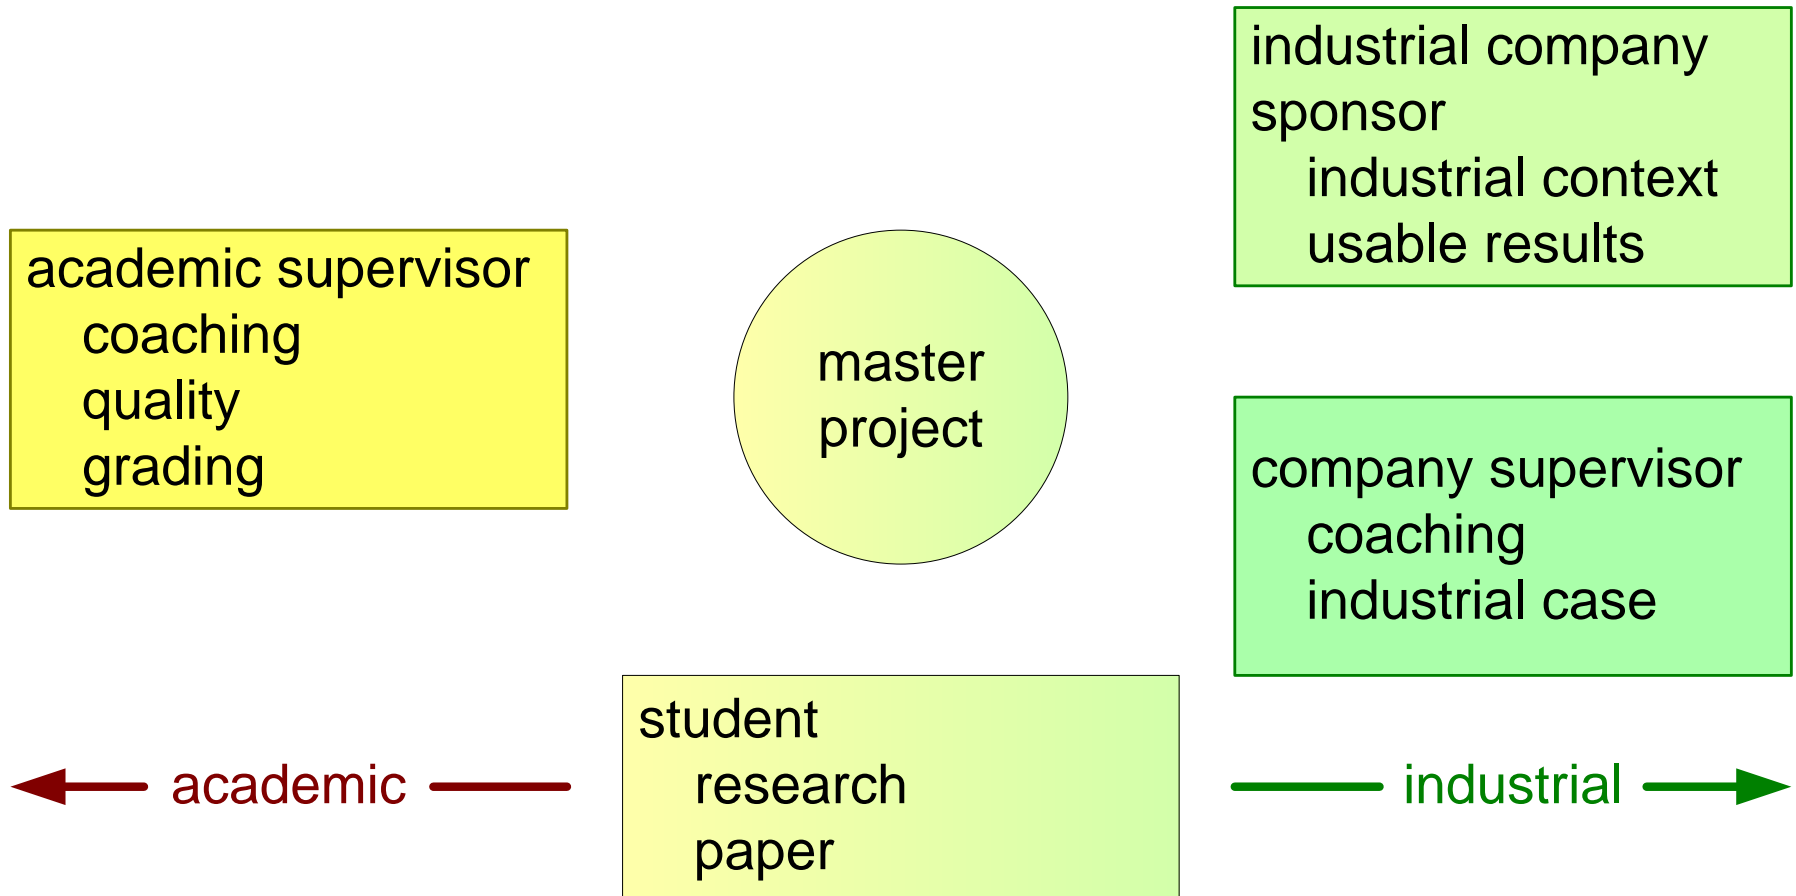 industrial company
sponsor
industrial context
usable results
academic supervisor
coaching
quality
grading
master
project
company supervisor
coaching
industrial case
student
research
paper
academic
industrial